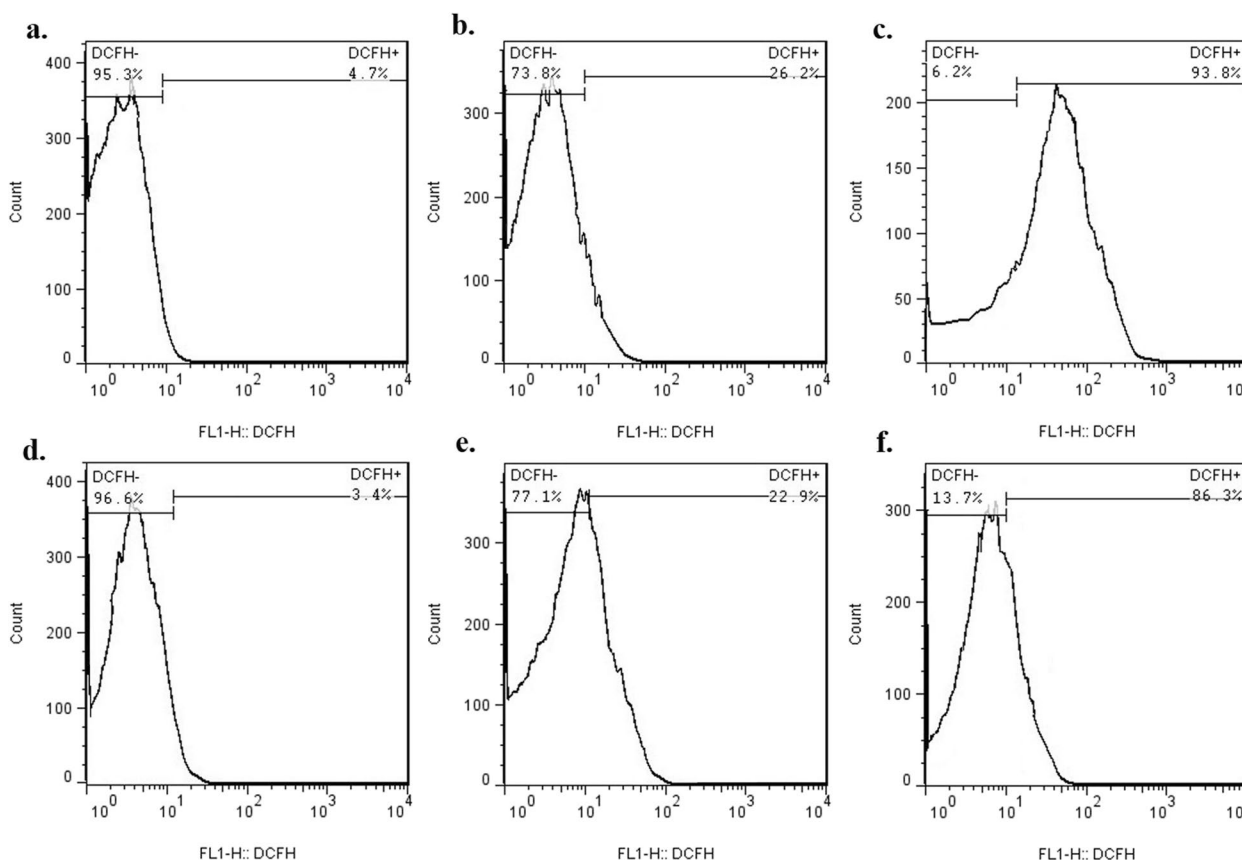 a.
DCFH- DCFH+
95.3% 4.7%
400
300
200
100
0
Count
10^0 10^1 10^2 10^3 10^4
FL1-H:: DCFH
b.
DCFH- DCFH+
73.8% 26.2%
300
200
100
0
Count
10^0 10^1 10^2 10^3 10^4
FL1-H:: DCFH
c.
DCFH- DCFH+
6.2% 93.8%
200
150
100
50
0
Count
10^0 10^1 10^2 10^3
FL1-H:: DCFH
d.
DCFH- DCFH+
96.6% 3.4%
400
300
200
100
0
Count
10^0 10^1 10^2 10^3 10^4
FL1-H:: DCFH
e.
DCFH- DCFH+
77.1% 22.9%
300
200
100
0
Count
10^0 10^1 10^2 10^3 10^4
FL1-H:: DCFH
f.
DCFH- DCFH+
13.7% 86.3%
300
200
100
0
Count
10^0 10^1 10^2 10^3
FL1-H:: DCFH